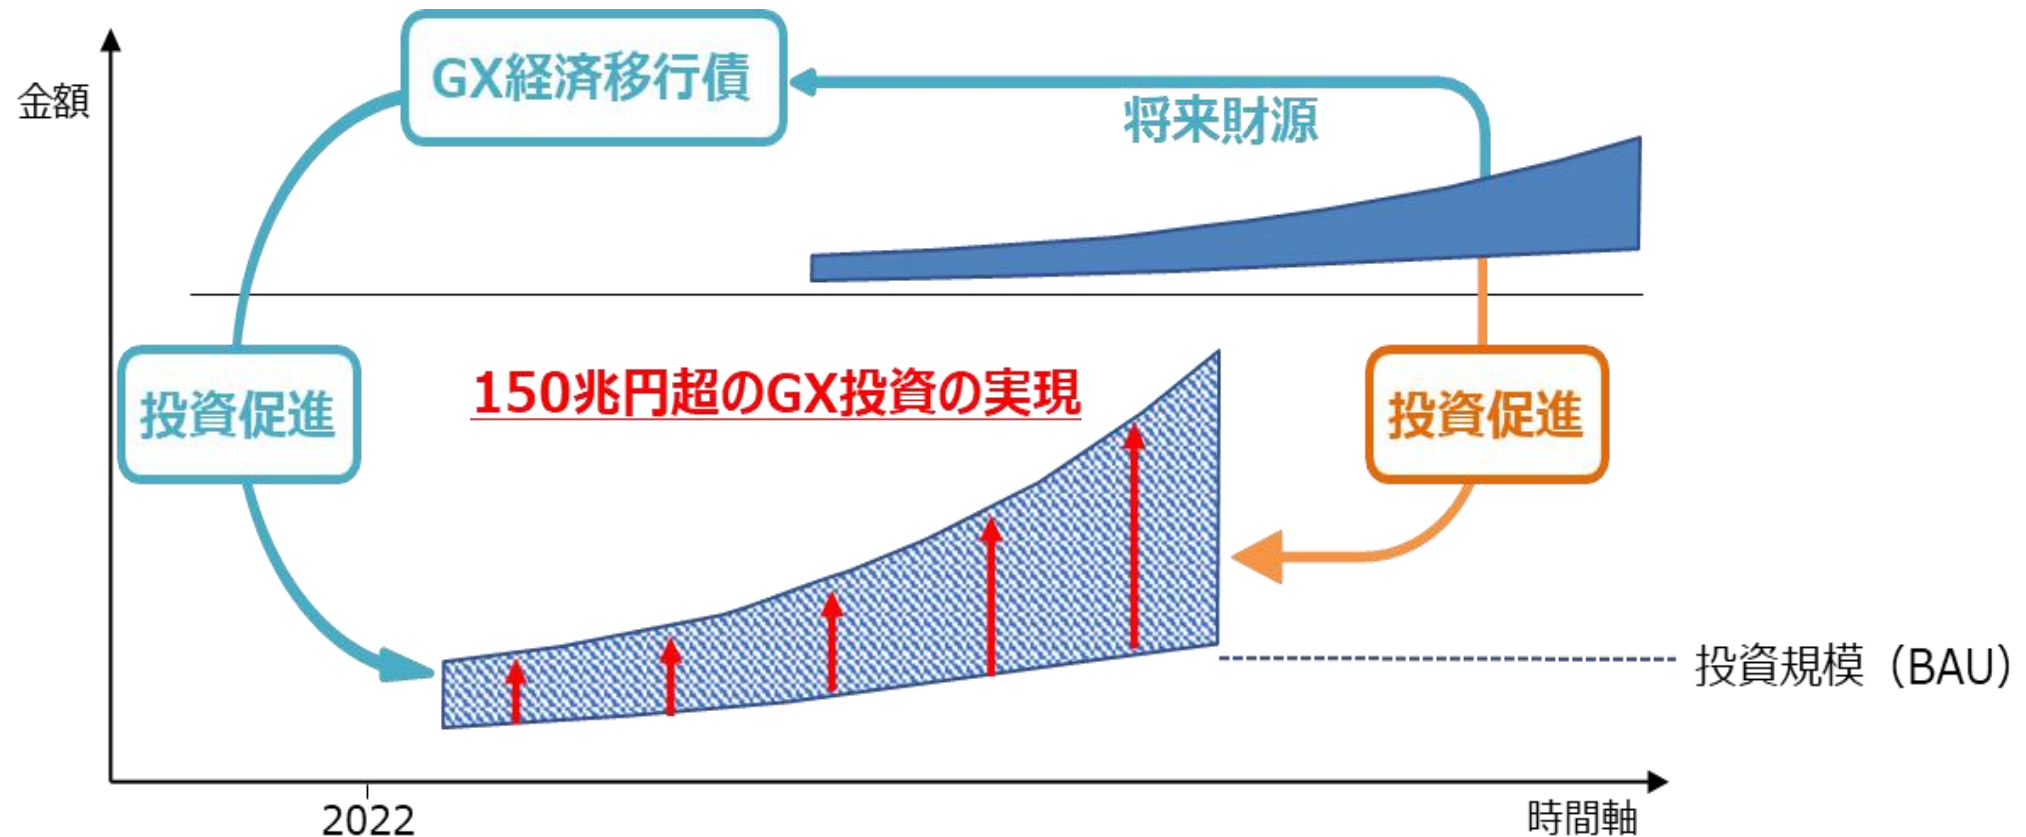 GX経済移行債
金額
将来財源
150兆円超のGX投資の実現
投資促進
投資促進
投資規模（BAU）
2022
時間軸